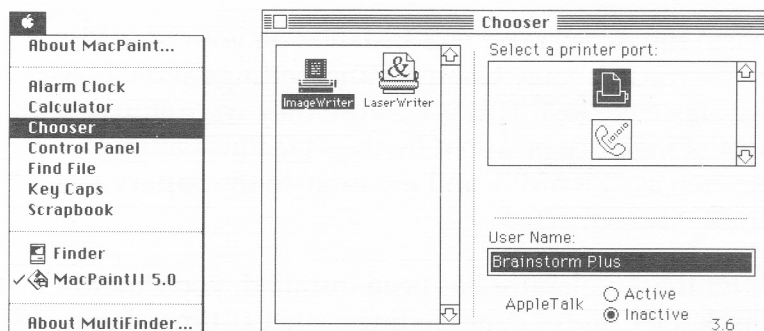 About MacPaint...
Alarm Clock
Calculator
Chooser
Control Panel
Find File
Key Caps
Scrapbook
Finder
✓ MacPaintII 5.0
About MultiFinder...
Chooser
ImageWriter
LaserWriter
Select a printer port:
User Name:
Brainstorm Plus
AppleTalk
Active
Inactive
3.6